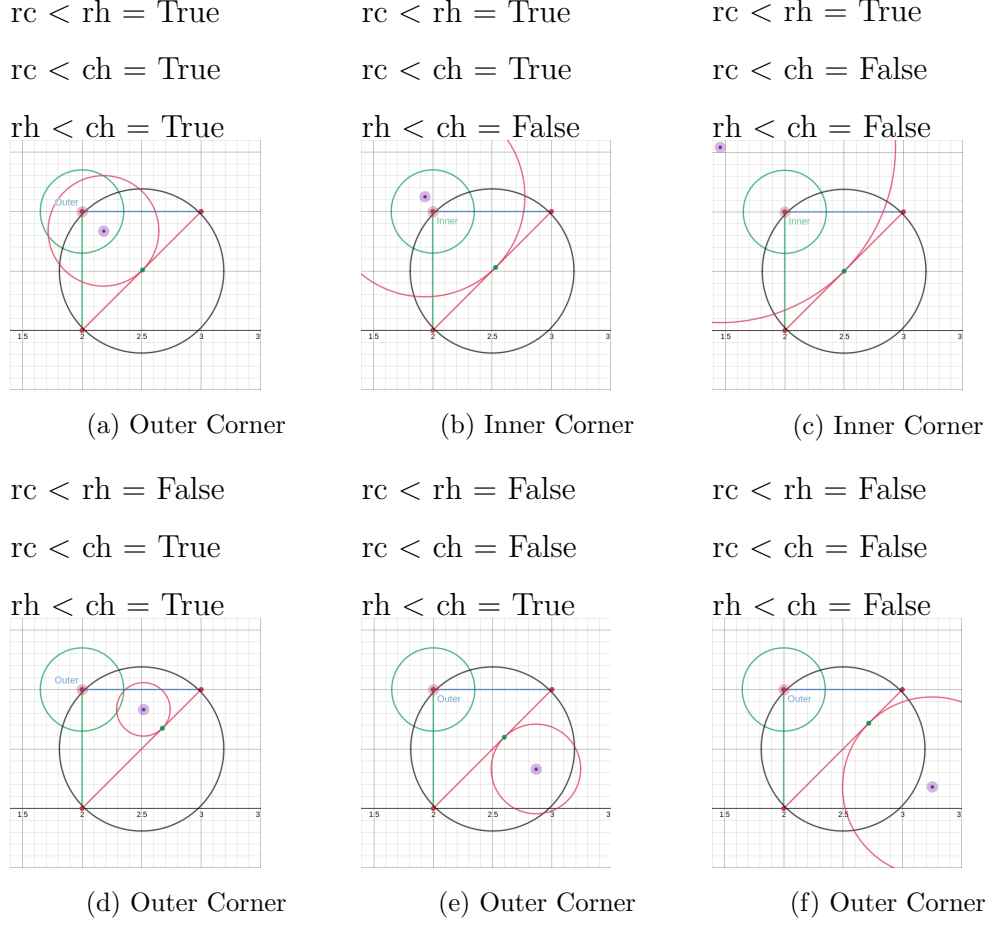 rc < rh = True
rc < ch = True
rh < ch = True
Outer
1.5 2 2.5 3 3
(a) Outer Corner
rc < rh = True
rc < ch = True
rh < ch = False
Inner
1.5 2 2.5 3 3
(b) Inner Corner
rc < rh = True
rc < ch = False
rh < ch = False
Inner
1.5 2 2.5 3 3
(c) Inner Corner
rc < rh = False
rc < ch = True
rh < ch = True
Outer
1.5 2 2.5 3 3
(d) Outer Corner
rc < rh = False
rc < ch = False
rh < ch = True
Outer
1.5 2 2.5 3 3
(e) Outer Corner
rc < rh = False
rc < ch = False
rh < ch = False
Outer
1.5 2 2.5 3 3
(f) Outer Corner